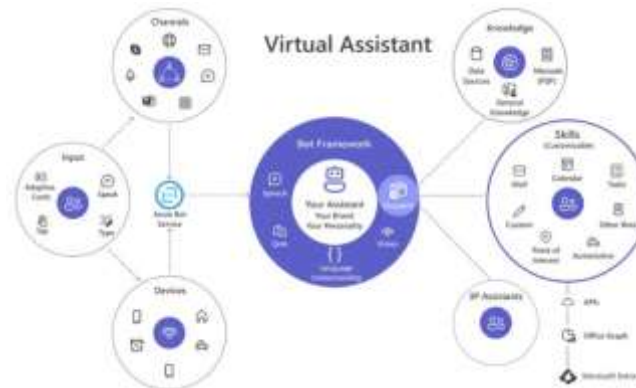 Virtual Assistant
Channels
Input
Adaptive
Cards
Speak
Tap
Type
Azure Bot
Service
Devices
Bot Framework
Speech
Your Assistant
Your Brand
Your Personality
QnA
Vision
{ }
Language
Understanding
Knowledge
Data
Sources
Manuals
(PDF)
General
Knowledge
Skills
(Customizable)
Mail
Calendar
Tasks
Custom
Other Bots
Point of
Interest
Automotive
3P Assistants
APIs
Office Graph